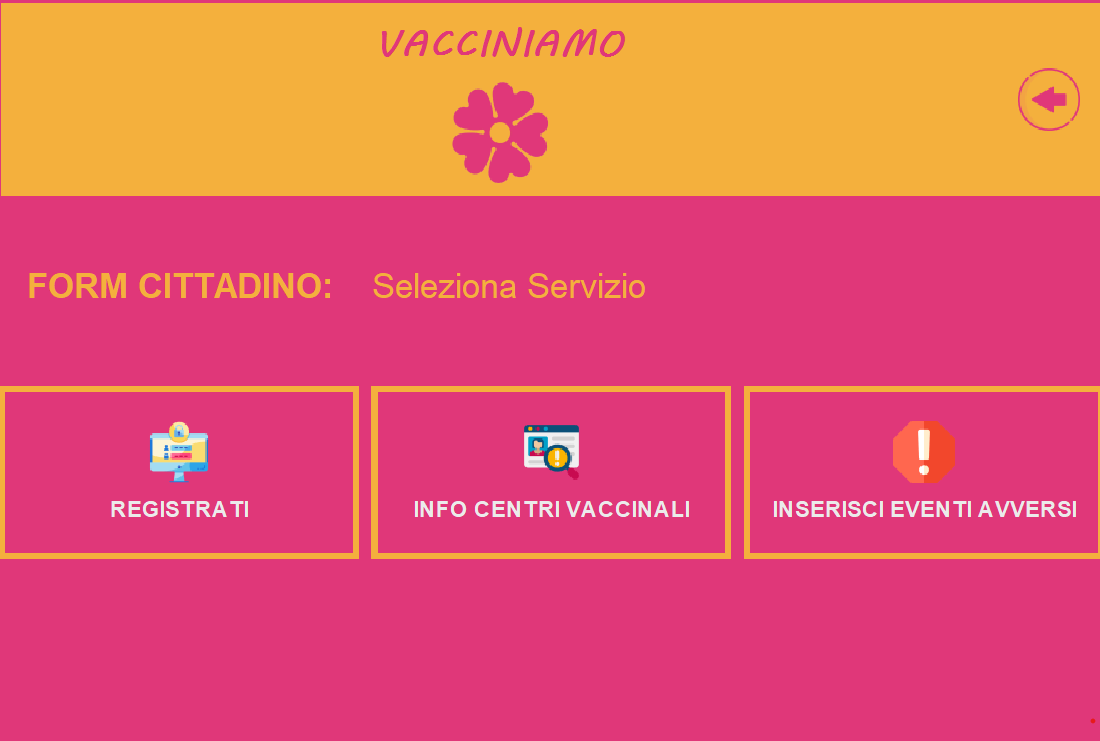 VACCINIAMO
FORM CITTADINO: Seleziona Servizio
REGISTRATI
INFO CENTRI VACCINALI
INSERISCI EVENTI AVVERSI